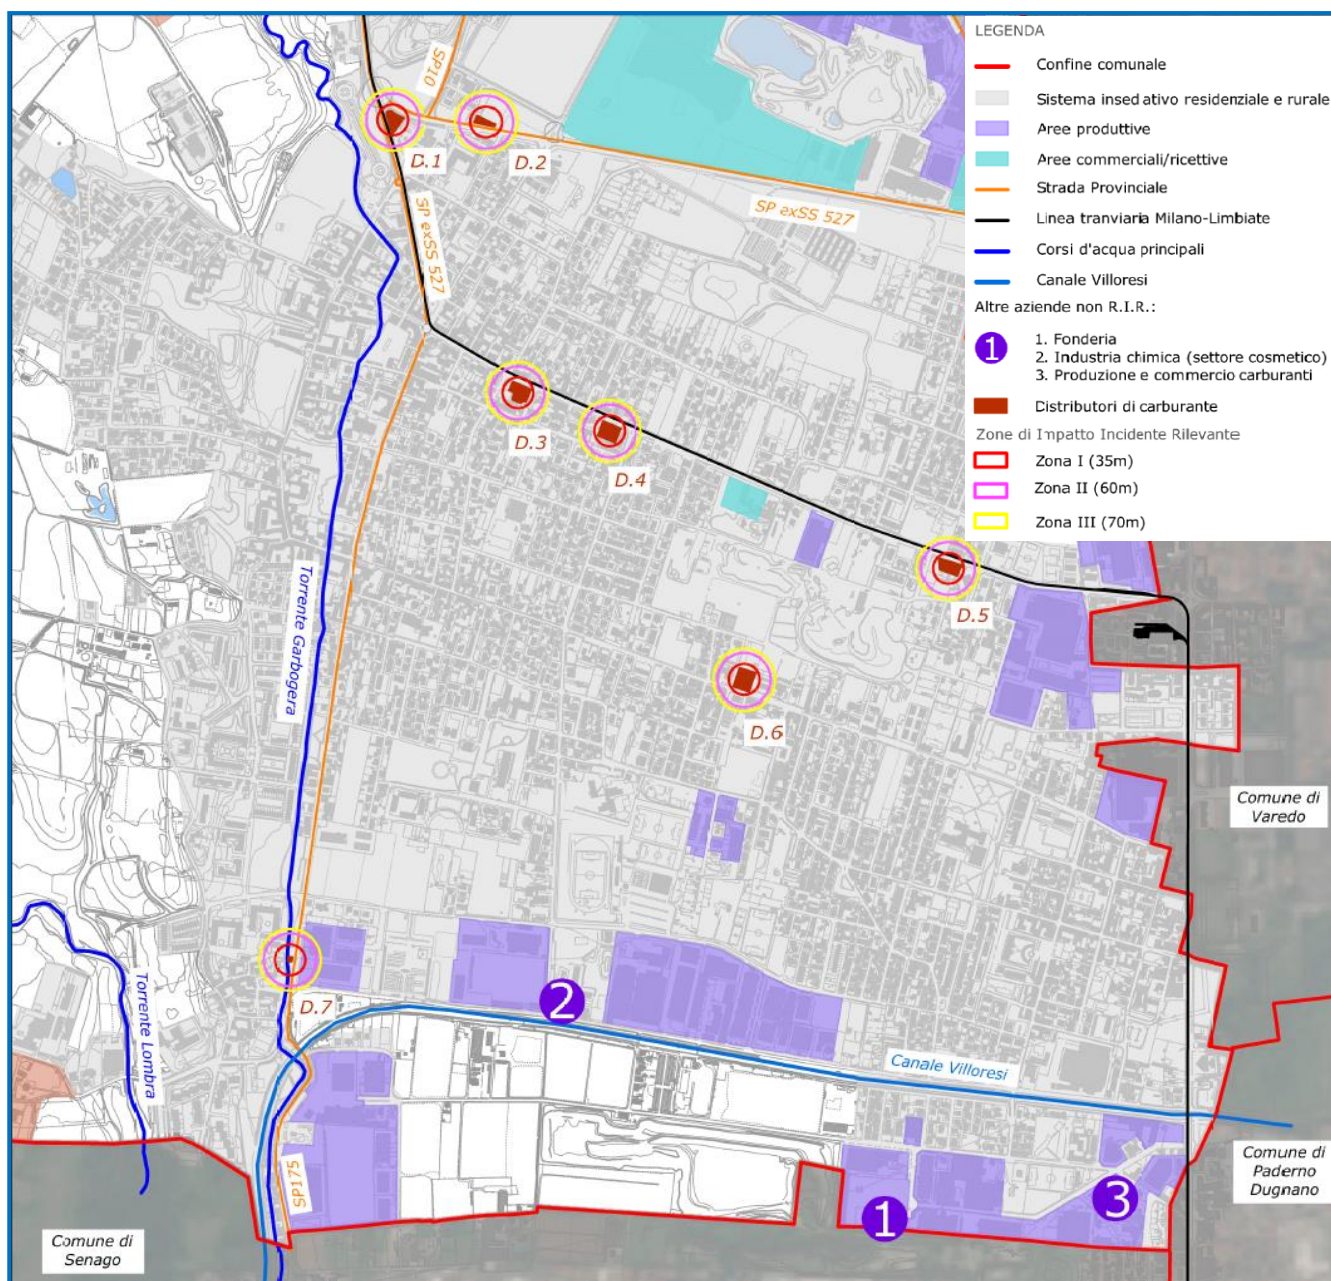 LEGENDA
Confine comunale
Sistema insediativo residenziale e rurale
Aree produttive
Aree commerciali/ricettive
Strada Provinciale
Linea tranviaria Milano-Limbiate
Corsi d'acqua principali
Canale Villoresi
Altre aziende non R.I.R.:
1
1. Fonderia
2. Industria chimica (settore cosmetico)
3. Produzione e commercio carburanti
Distributori di carburante
Zone di Impatto Incidente Rilevante
Zona I (35m)
Zona II (60m)
Zona III (70m)
SP10
D.1
D.2
SP exSS 527
SP exSS 527
D.3
D.4
D.5
Torrente Garbogera
D.6
Comune di
Varedo
D.7
2
Torrente Lombra
Canale Villoresi
SP175
1
3
Comune di
Paderno
Dugnano
Comune di
Senago